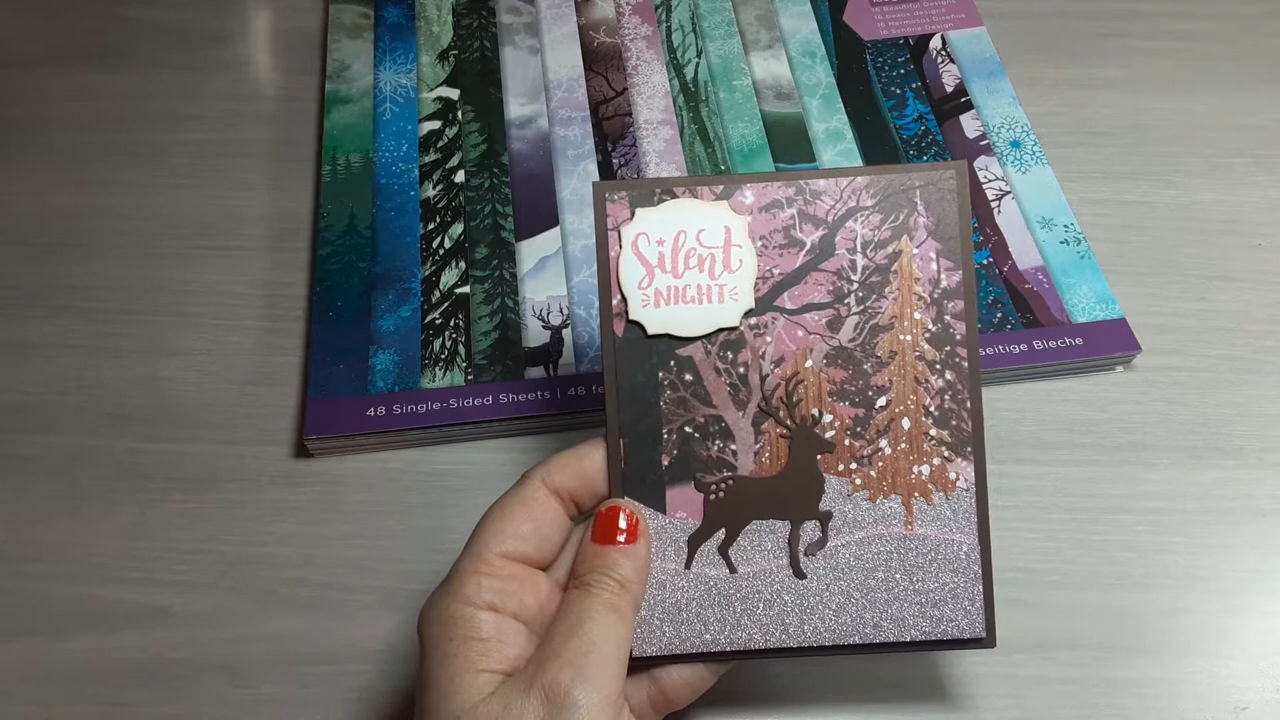 16 Beautiful Designs
16 beaux designs
16 Hermosos Diseños
16 Schöne Design
Silent
NIGHT
seitige Bleche
48 Single-Sided Sheets | 48 fe